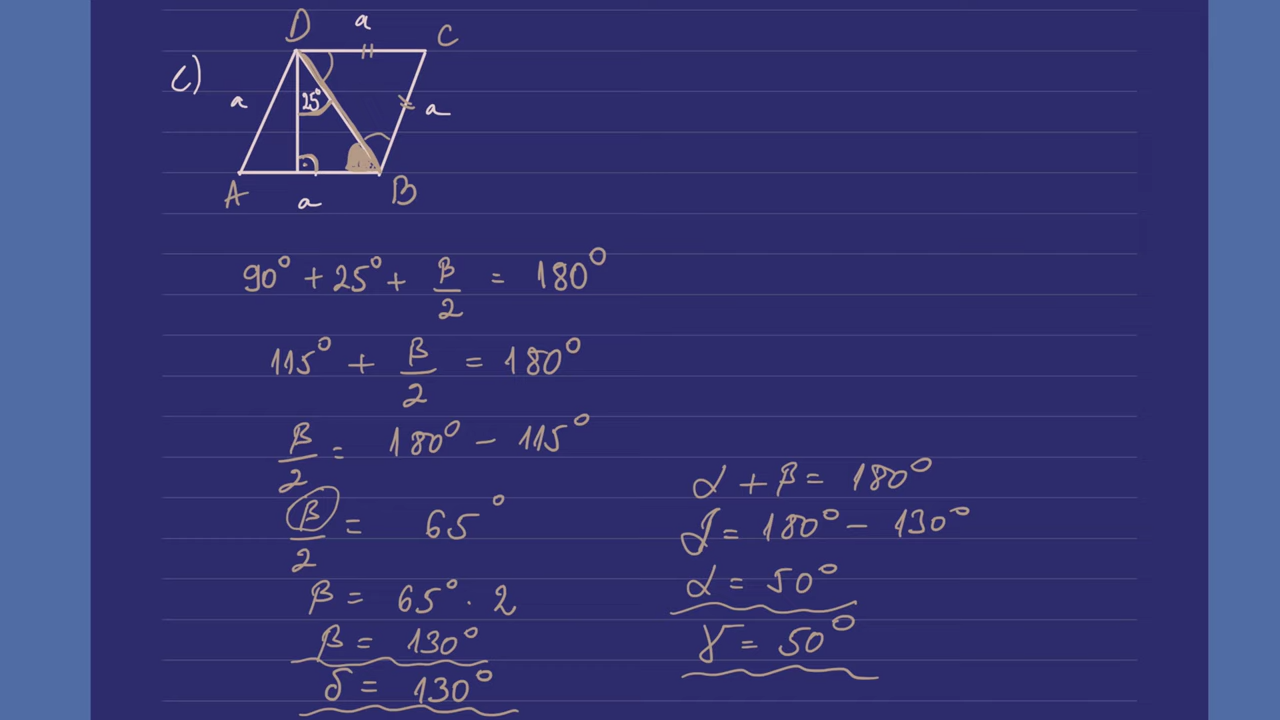 c)
D a C
a 25° a
A a B
90° + 25° + β/2 = 180°
115° + β/2 = 180°
β/2 = 180° - 115°
β/2 = 65°
β = 65° · 2
β = 130°
δ = 130°
α + β = 180°
α = 180° - 130°
α = 50°
γ = 50°